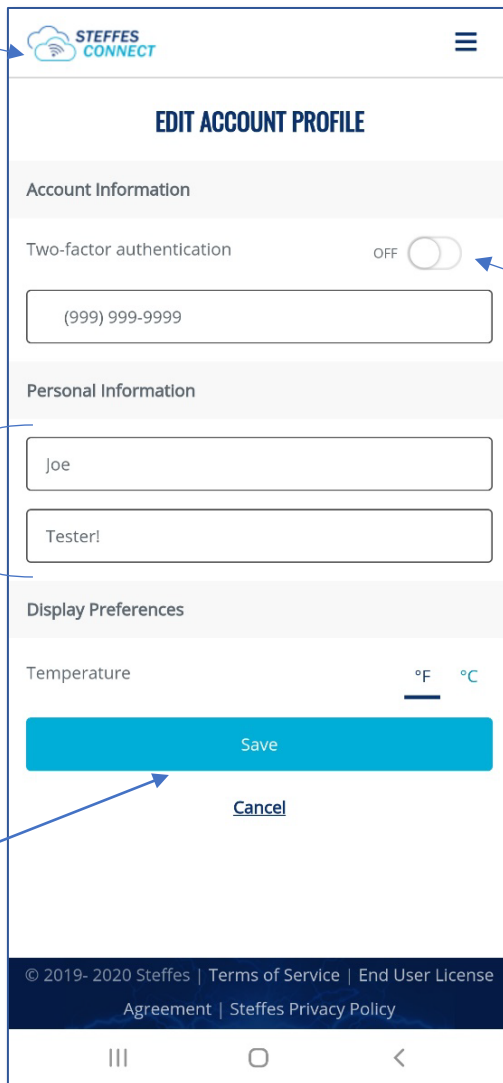 STEFFES
CONNECT
EDIT ACCOUNT PROFILE
Account Information
Two-factor authentication OFF
(999) 999-9999
Personal Information
Joe
Tester!
Display Preferences
Temperature °F °C
Save
Cancel
© 2019- 2020 Steffes | Terms of Service | End User License
Agreement | Steffes Privacy Policy